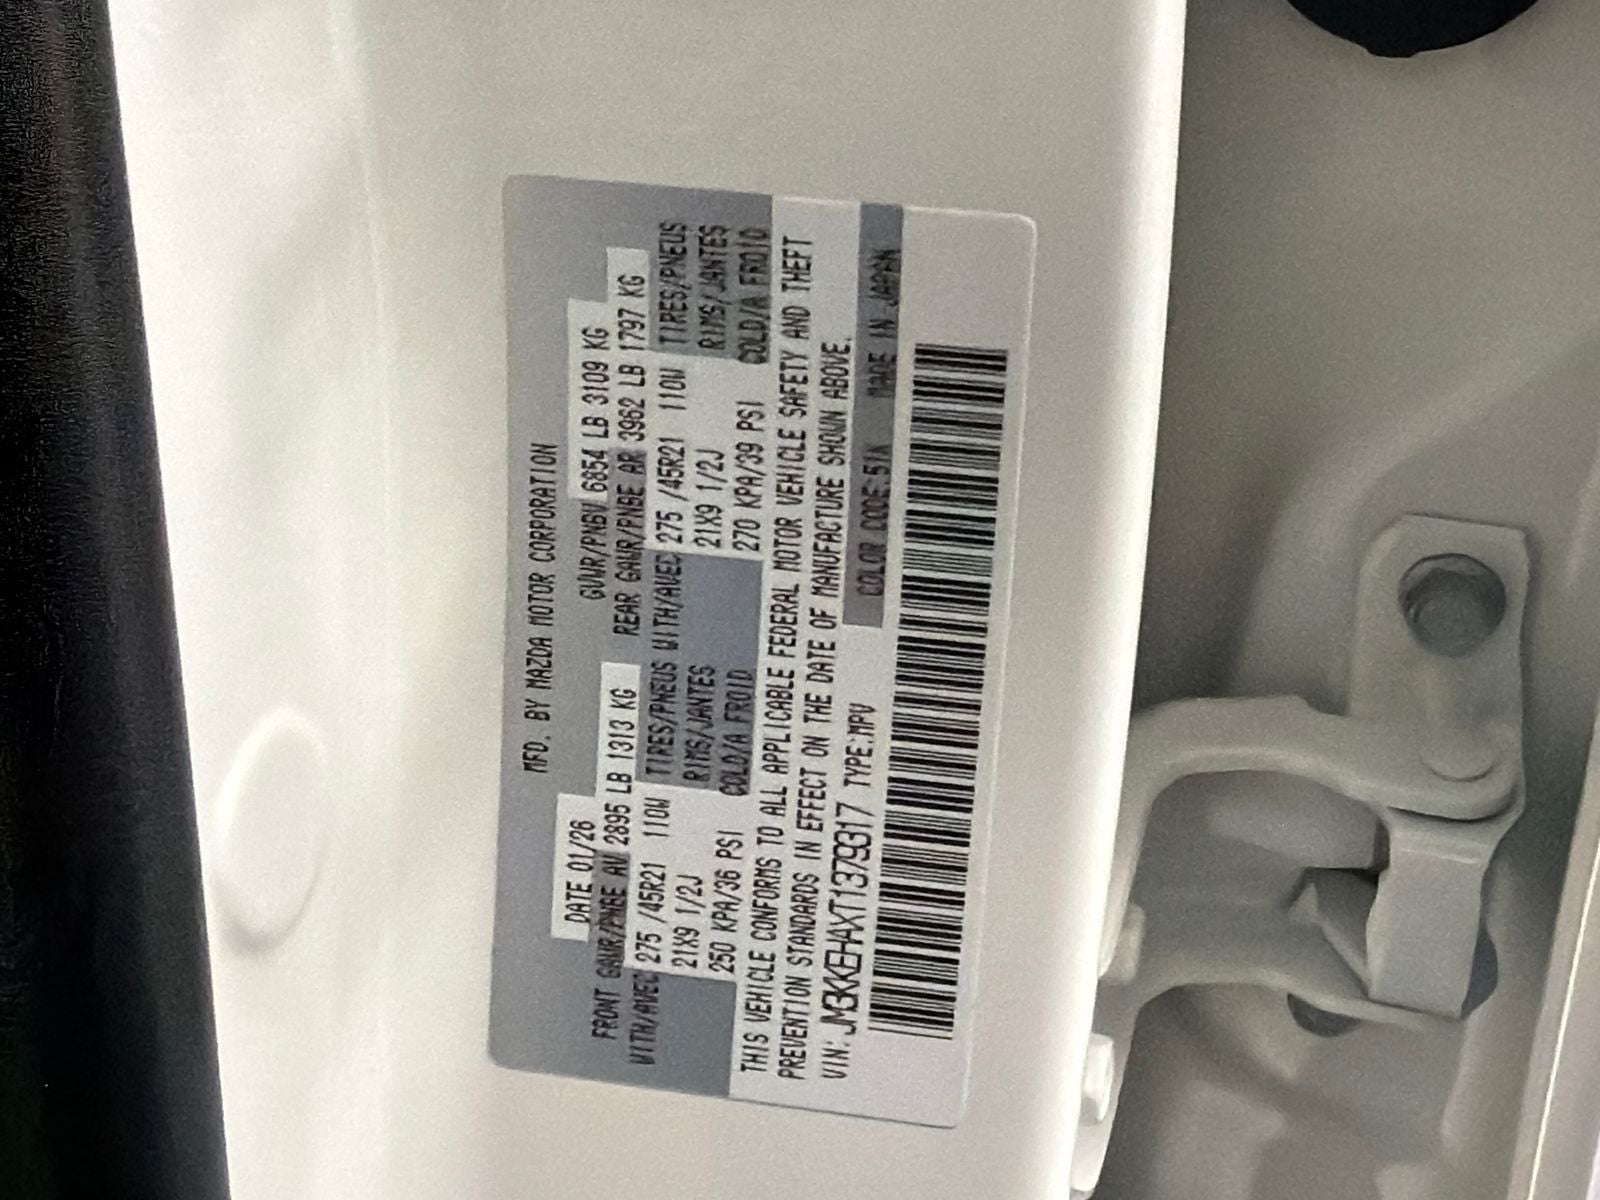 MFD. BY MAZDA MOTOR CORPORATION
DATE 01/26 GVWR/PNBV 6854 LB 3109 KG
FRONT GAWR/PNBE AV 2895 LB 1313 KG REAR GAWR/PNBE AR 3962 LB 1797 KG
WITH/AVEC 275 /45R21 110W TIRES/PNEUS WITH/AVEC 275 /45R21 110W TIRES/PNEUS
21X9 1/2J RIMS/JANTES 21X9 1/2J RIMS/JANTES
250 KPA/36 PSI COLD/A FROID 270 KPA/39 PSI COLD/A FROID
THIS VEHICLE CONFORMS TO ALL APPLICABLE FEDERAL MOTOR VEHICLE SAFETY AND THEFT
PREVENTION STANDARDS IN EFFECT ON THE DATE OF MANUFACTURE SHOWN ABOVE.
VIN: JM3KKEHAXT1379317 TYPE:MPV COLOR CODE:51K MADE IN JAPAN